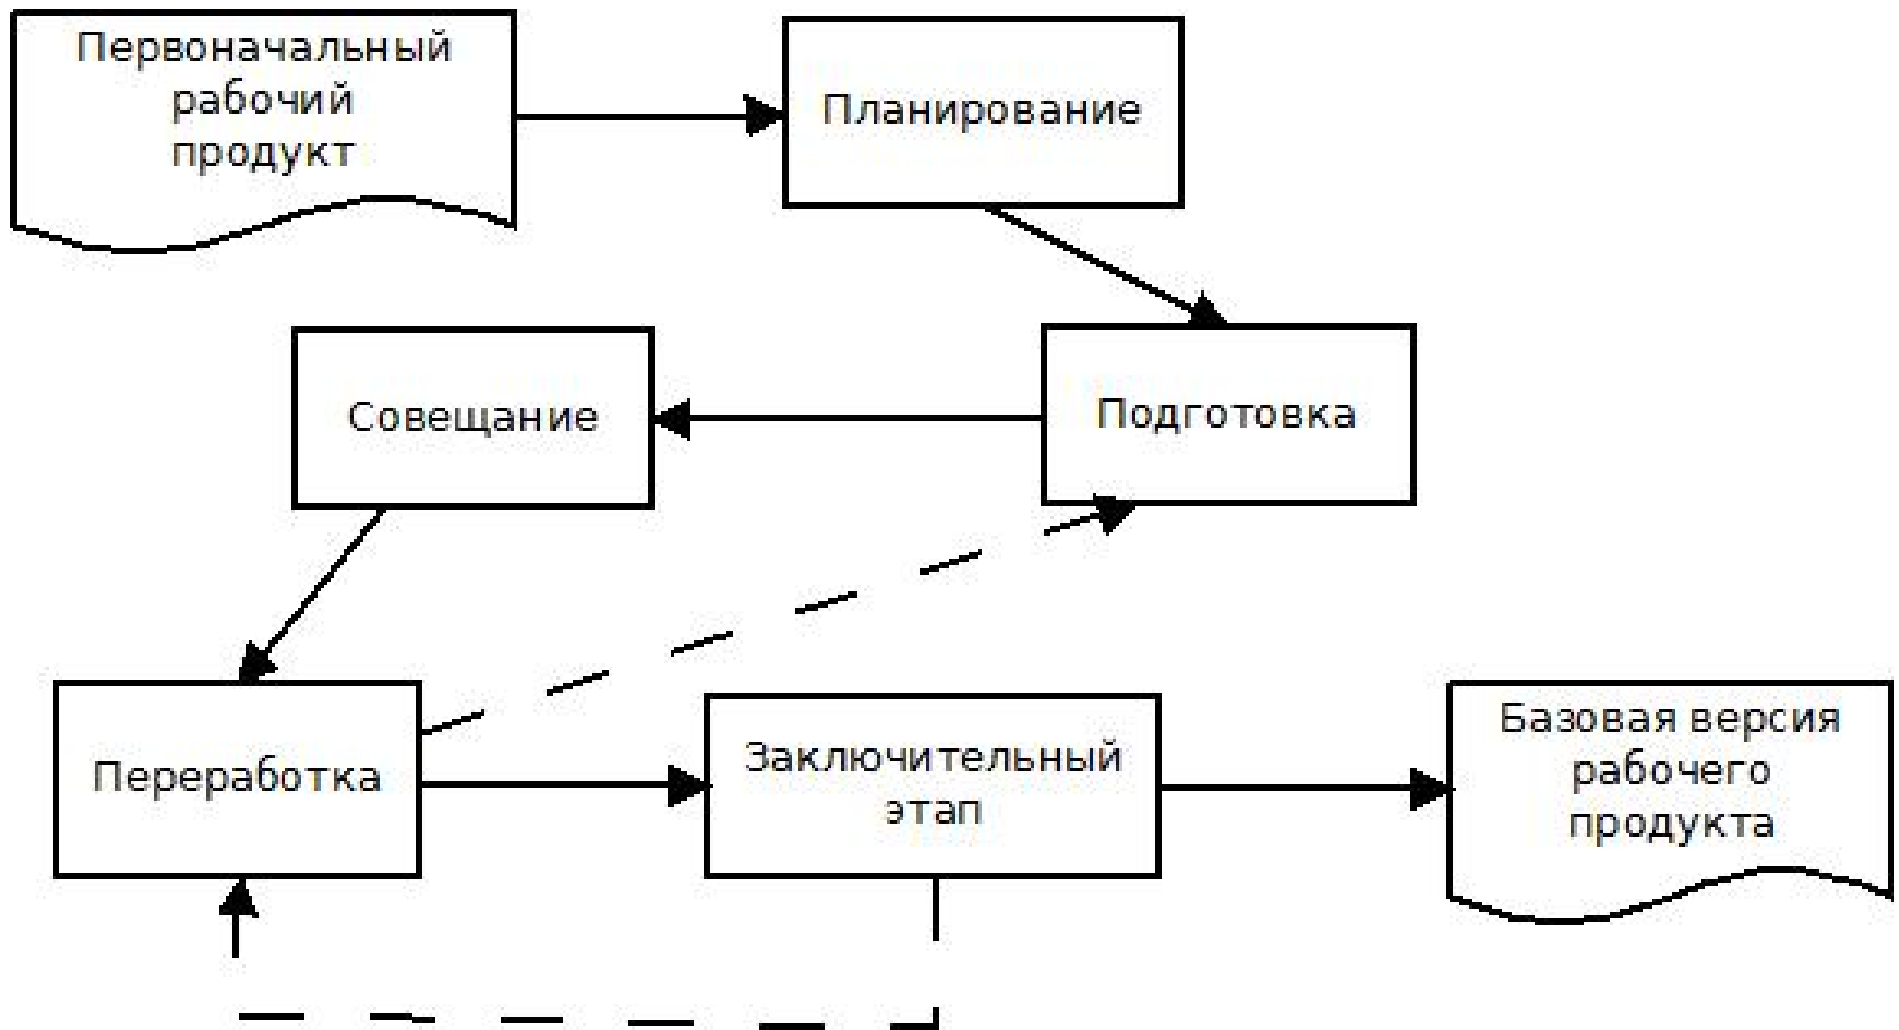 Первоначальный
рабочий
продукт
Планирование
Совещание
Подготовка
Переработка
Заключительный
этап
Базовая версия
рабочего
продукта